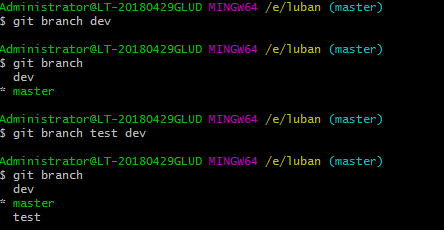 Administrator@LT-20180429GLUD MINGW64 /e/luban (master)
$ git branch dev
Administrator@LT-20180429GLUD MINGW64 /e/luban (master)
$ git branch
dev
* master
Administrator@LT-20180429GLUD MINGW64 /e/luban (master)
$ git branch test dev
Administrator@LT-20180429GLUD MINGW64 /e/luban (master)
$ git branch
dev
* master
test